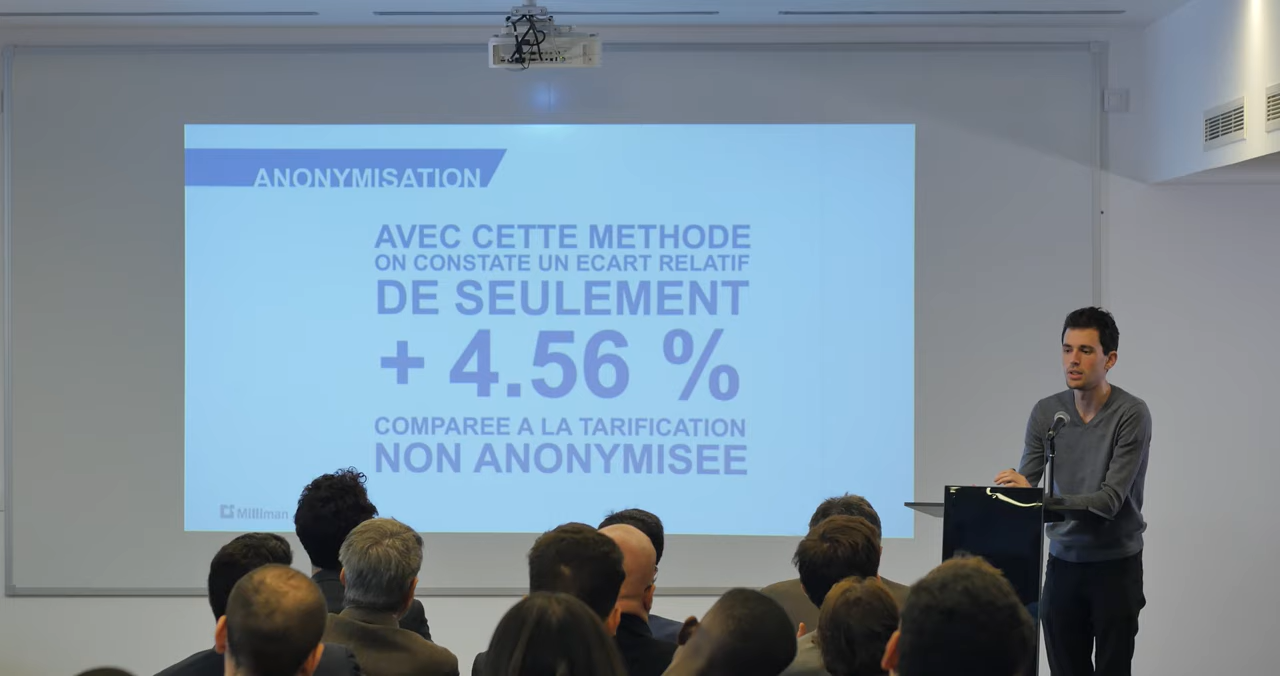 ANONYMISATION
AVEC CETTE METHODE
ON CONSTATE UN ECART RELATIF
DE SEULEMENT
+ 4.56 %
COMPAREE A LA TARIFICATION
NON ANONYMISEE
Milliman